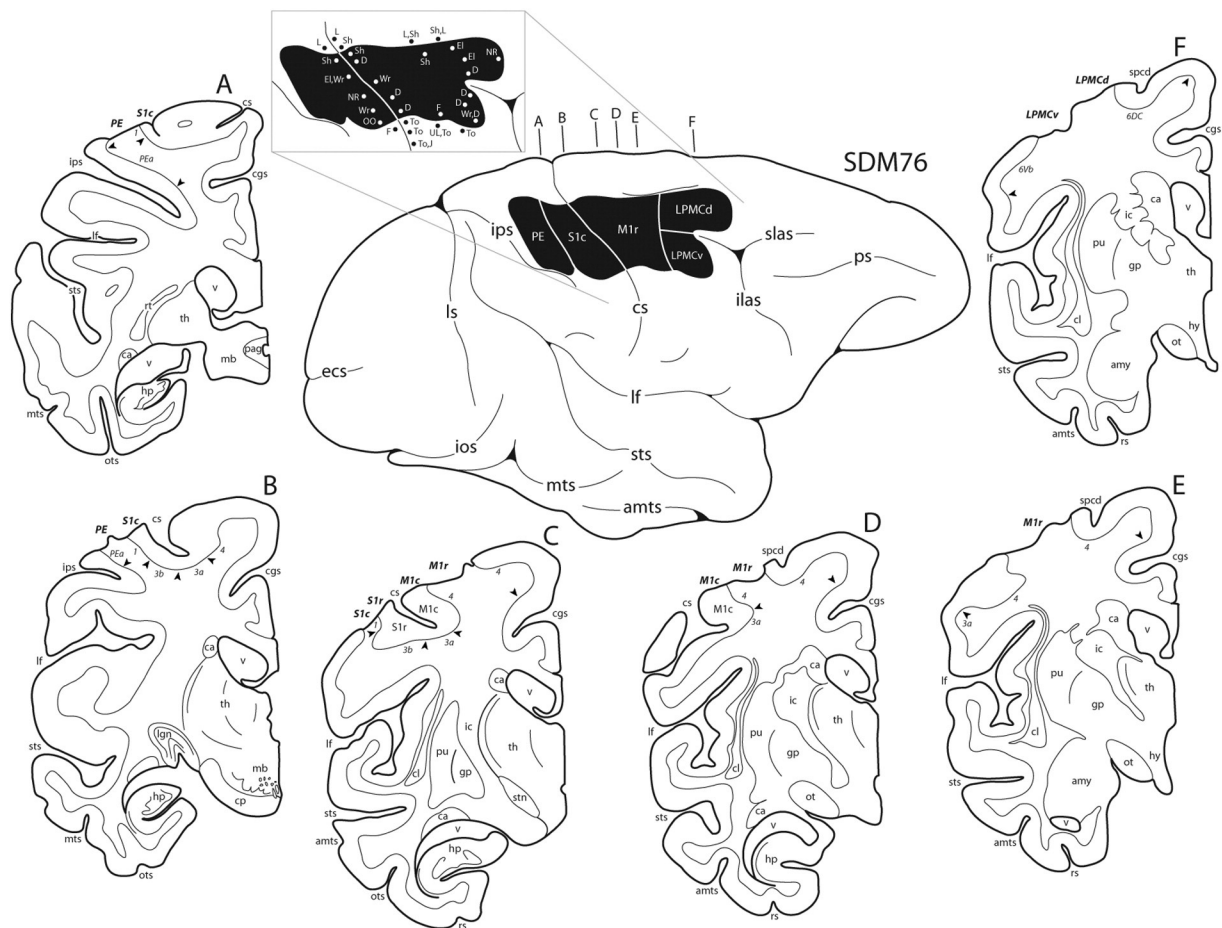 SDM76
A
S1c
PE
1
cs
PEa
ips
cgs
lf
sts
rt
v
th
ca
v
mb
pag
hp
mts
ots
L
L
Sh
L,Sh
Sh,L
Sh
El
NR
Sh
D
Sh
El
El,Wr
Wr
D
NR
D
D
Wr
D
F
D
Wr,D
OO
F
To
To
UL,To
To
To,J
A
B
C
D
E
F
ips
PE
S1c
M1r
LPMCd
LPMCv
slas
ps
ilas
cs
ls
ecs
lf
ios
sts
mts
amts
F
LPMCd
spcd
LPMCv
6DC
cgs
6Vb
ca
ic
v
pu
gp
th
lf
cl
hy
ot
sts
amy
amts
rs
B
S1c
cs
PE
PEa
1
4
3b
3a
ips
cgs
lf
ca
v
th
lgn
sts
mb
hp
cp
mts
ots
C
M1r
M1c
cs
S1r
S1c
4
4
M1c
1
S1r
3b
3a
cgs
ca
v
ic
lf
pu
th
cl
gp
stn
sts
ca
v
amts
hp
ots
rs
D
spcd
M1r
M1c
cs
4
M1c
3a
cgs
ca
v
ic
lf
pu
th
cl
gp
sts
ot
ca
v
hp
amts
rs
E
spcd
M1r
4
cgs
4
3a
ca
v
ic
pu
th
lf
gp
cl
ot
hy
sts
amy
v
amts
rs